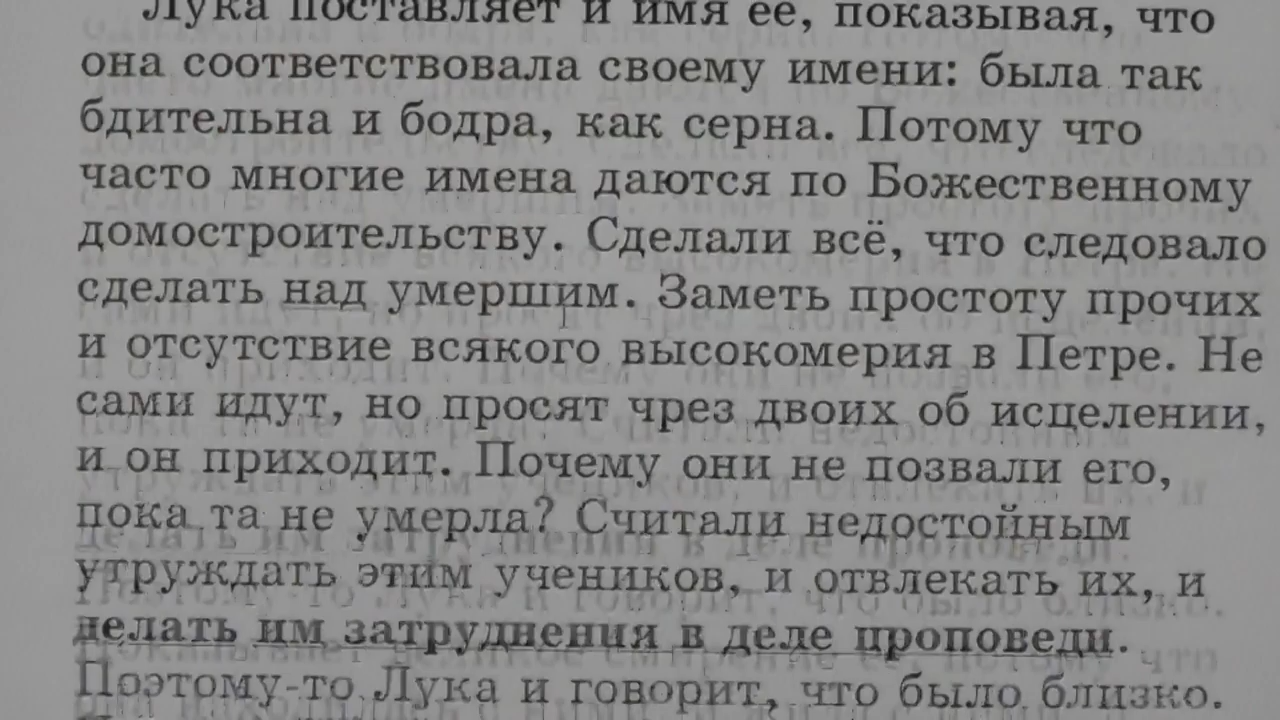 Лука поставляет и имя ее, показывая, что
она соответствовала своему имени: была так
бдительна и бодра, как серна. Потому что
часто многие имена даются по Божественному
домостроительству. Сделали всё, что следовало
сделать над умершим. Заметь простоту прочих
и отсутствие всякого высокомерия в Петре. Не
сами идут, но просят чрез двоих об исцелении,
и он приходит. Почему они не позвали его,
пока та не умерла? Считали недостойным
утруждать этим учеников, и отвлекать их, и
делать им затруднения в деле проповеди.
Поэтому-то Лука и говорит, что было близко.